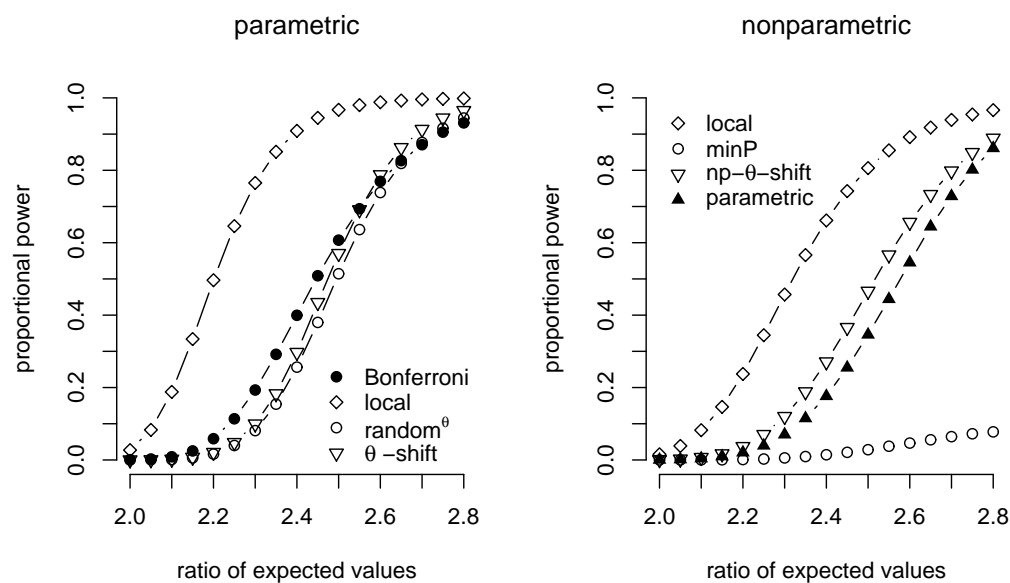 parametric
proportional power
0.0 0.2 0.4 0.6 0.8 1.0
Bonferroni
local
random^θ
θ −shift
2.0 2.2 2.4 2.6 2.8
ratio of expected values
nonparametric
proportional power
0.0 0.2 0.4 0.6 0.8 1.0
local
minP
np−θ−shift
parametric
2.0 2.2 2.4 2.6 2.8
ratio of expected values